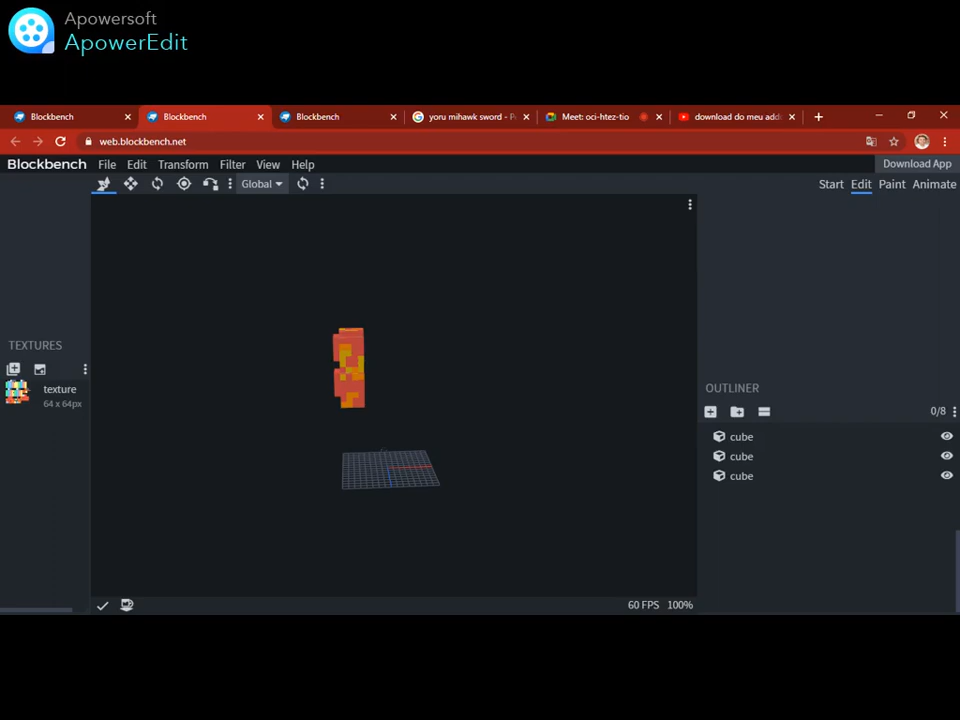 Apowersoft
ApowerEdit
Blockbench
Blockbench
Blockbench
yoru mihawk sword - P
Meet: oci-htez-tio
download do meu add
web.blockbench.net
Blockbench File Edit Transform Filter View Help
Download App
Global
Start Edit Paint Animate
TEXTURES
texture
64 x 64px
OUTLINER
0/8
cube
cube
cube
60 FPS 100%